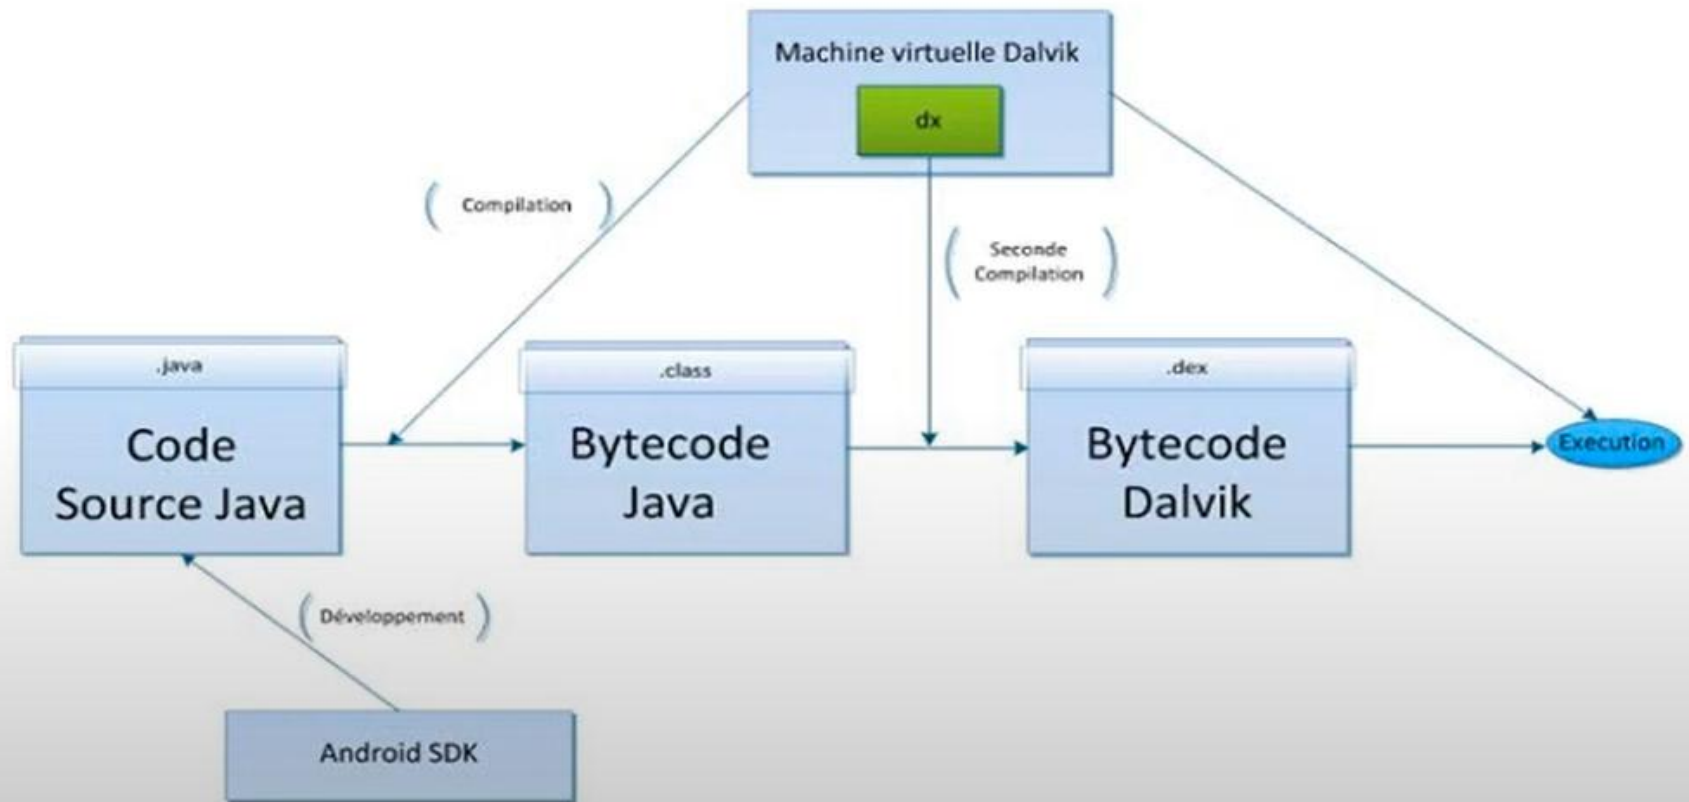 Machine virtuelle Dalvik
dx
Compilation
Seconde
Compilation
.java
Code
Source Java
.class
Bytecode
Java
.dex
Bytecode
Dalvik
Execution
Développement
Android SDK